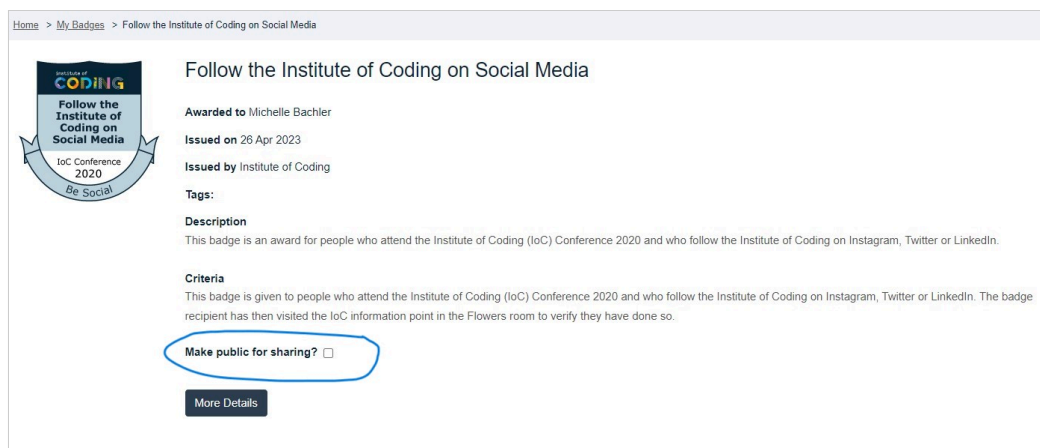 Home > My Badges > Follow the Institute of Coding on Social Media
Institute of
CODING
Follow the
Institute of
Coding on
Social Media
IoC Conference
2020
Be Social
Follow the Institute of Coding on Social Media
Awarded to Michelle Bachler
Issued on 26 Apr 2023
Issued by Institute of Coding
Tags:
Description
This badge is an award for people who attend the Institute of Coding (IoC) Conference 2020 and who follow the Institute of Coding on Instagram, Twitter or LinkedIn.
Criteria
This badge is given to people who attend the Institute of Coding (IoC) Conference 2020 and who follow the Institute of Coding on Instagram, Twitter or LinkedIn. The badge
recipient has then visited the IoC information point in the Flowers room to verify they have done so.
Make public for sharing?
More Details